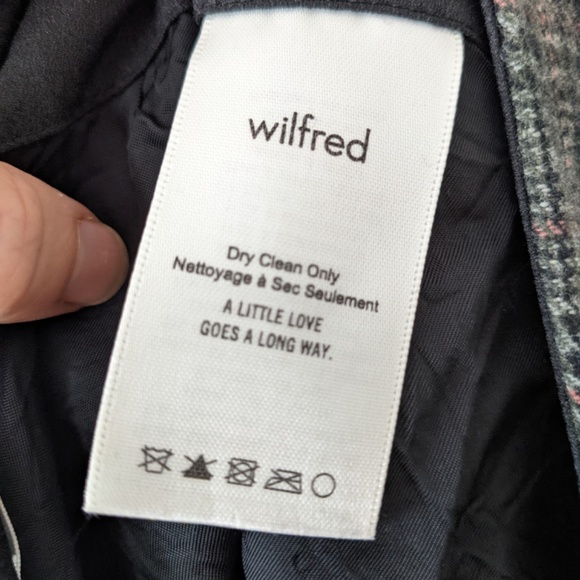 wilfred
Dry Clean Only
Nettoyage à Sec Seulement
A LITTLE LOVE
GOES A LONG WAY.